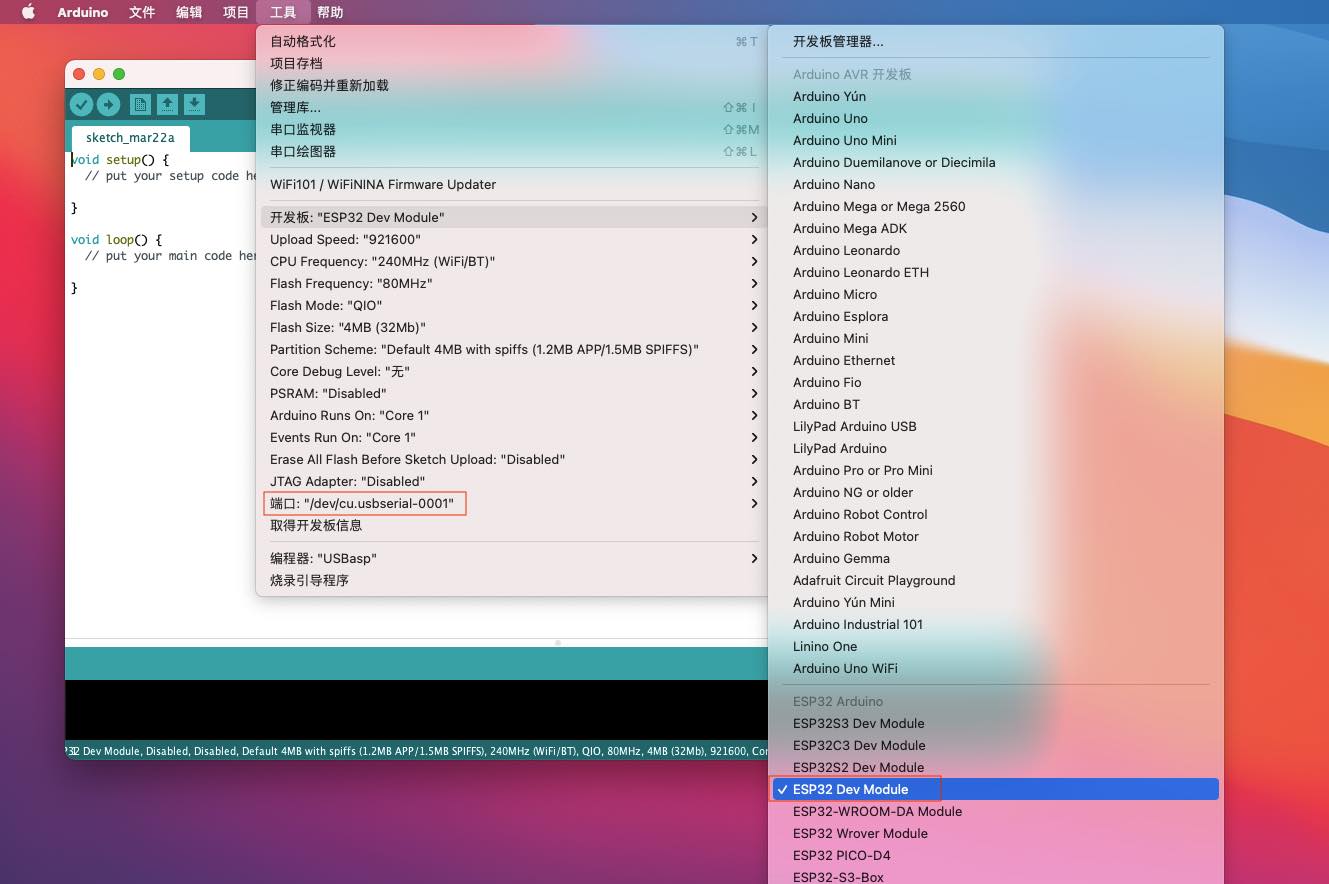 Arduino 文件 编辑 项目 工具 帮助
sketch_mar22a
void setup() {
// put your setup code he
}
void loop() {
// put your main code her
}
自动格式化 ⌘T
项目存档
修正编码并重新加载
管理库... ⇧⌘I
串口监视器 ⇧⌘M
串口绘图器 ⇧⌘L
WiFi101 / WiFiNINA Firmware Updater
开发板: "ESP32 Dev Module"
Upload Speed: "921600"
CPU Frequency: "240MHz (WiFi/BT)"
Flash Frequency: "80MHz"
Flash Mode: "QIO"
Flash Size: "4MB (32Mb)"
Partition Scheme: "Default 4MB with spiffs (1.2MB APP/1.5MB SPIFFS)"
Core Debug Level: "无"
PSRAM: "Disabled"
Arduino Runs On: "Core 1"
Events Run On: "Core 1"
Erase All Flash Before Sketch Upload: "Disabled"
JTAG Adapter: "Disabled"
端口: "/dev/cu.usbserial-0001"
取得开发板信息
编程器: "USBasp"
烧录引导程序
开发板管理器...
Arduino AVR 开发板
Arduino Yún
Arduino Uno
Arduino Uno Mini
Arduino Duemilanove or Diecimila
Arduino Nano
Arduino Mega or Mega 2560
Arduino Mega ADK
Arduino Leonardo
Arduino Leonardo ETH
Arduino Micro
Arduino Esplora
Arduino Mini
Arduino Ethernet
Arduino Fio
Arduino BT
LilyPad Arduino USB
LilyPad Arduino
Arduino Pro or Pro Mini
Arduino NG or older
Arduino Robot Control
Arduino Robot Motor
Arduino Gemma
Adafruit Circuit Playground
Arduino Yún Mini
Arduino Industrial 101
Linino One
Arduino Uno WiFi
ESP32 Arduino
ESP32S3 Dev Module
ESP32C3 Dev Module
ESP32S2 Dev Module
✓ ESP32 Dev Module
ESP32-WROOM-DA Module
ESP32 Wrover Module
ESP32 PICO-D4
ESP32-S3-Box
32 Dev Module, Disabled, Disabled, Default 4MB with spiffs (1.2MB APP/1.5MB SPIFFS), 240MHz (WiFi/BT), QIO, 80MHz, 4MB (32Mb), 921600, Cor